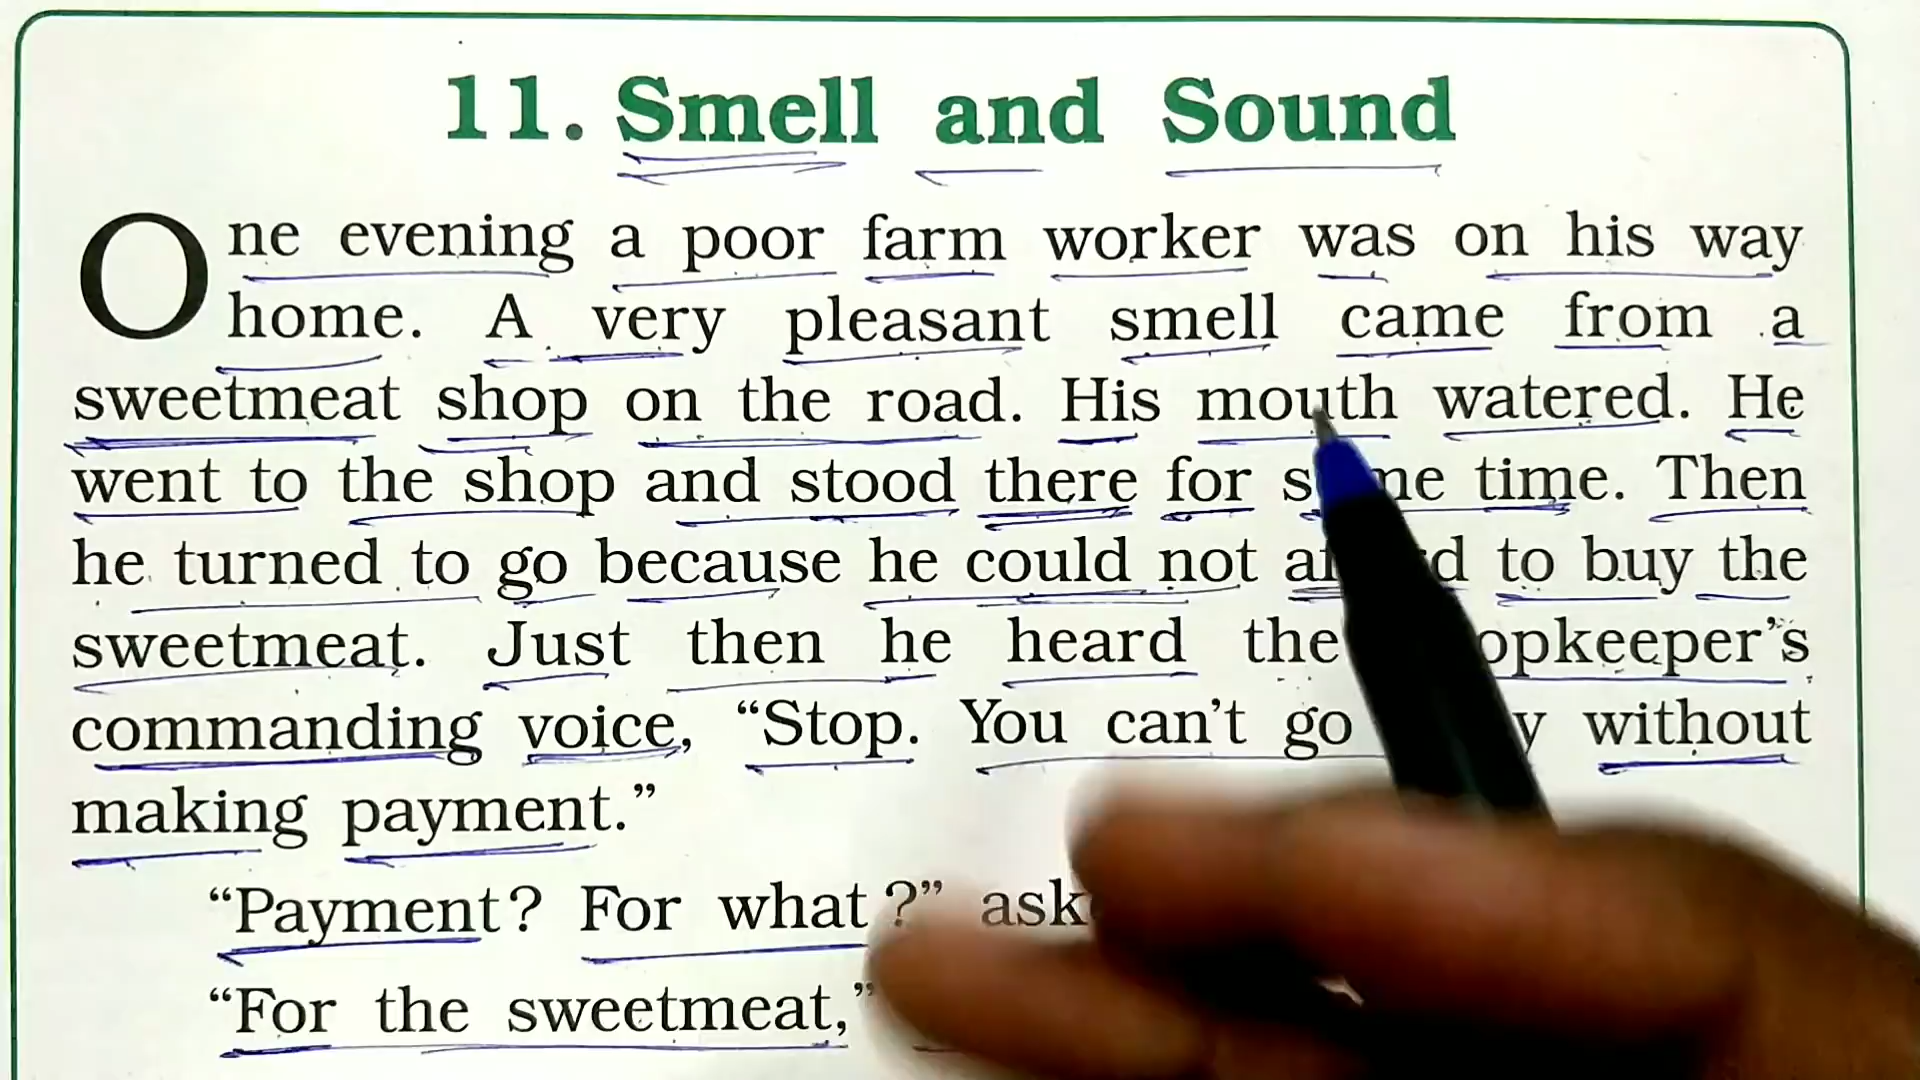 11. Smell and Sound
One evening a poor farm worker was on his way
home. A very pleasant smell came from a
sweetmeat shop on the road. His mouth watered. He
went to the shop and stood there for time. Then
he turned to go because he could not to buy the
sweetmeat. Just then he heard the
commanding voice, “Stop. You can’t go without
making payment.”
“Payment? For what?”
“For the sweetmeat,”